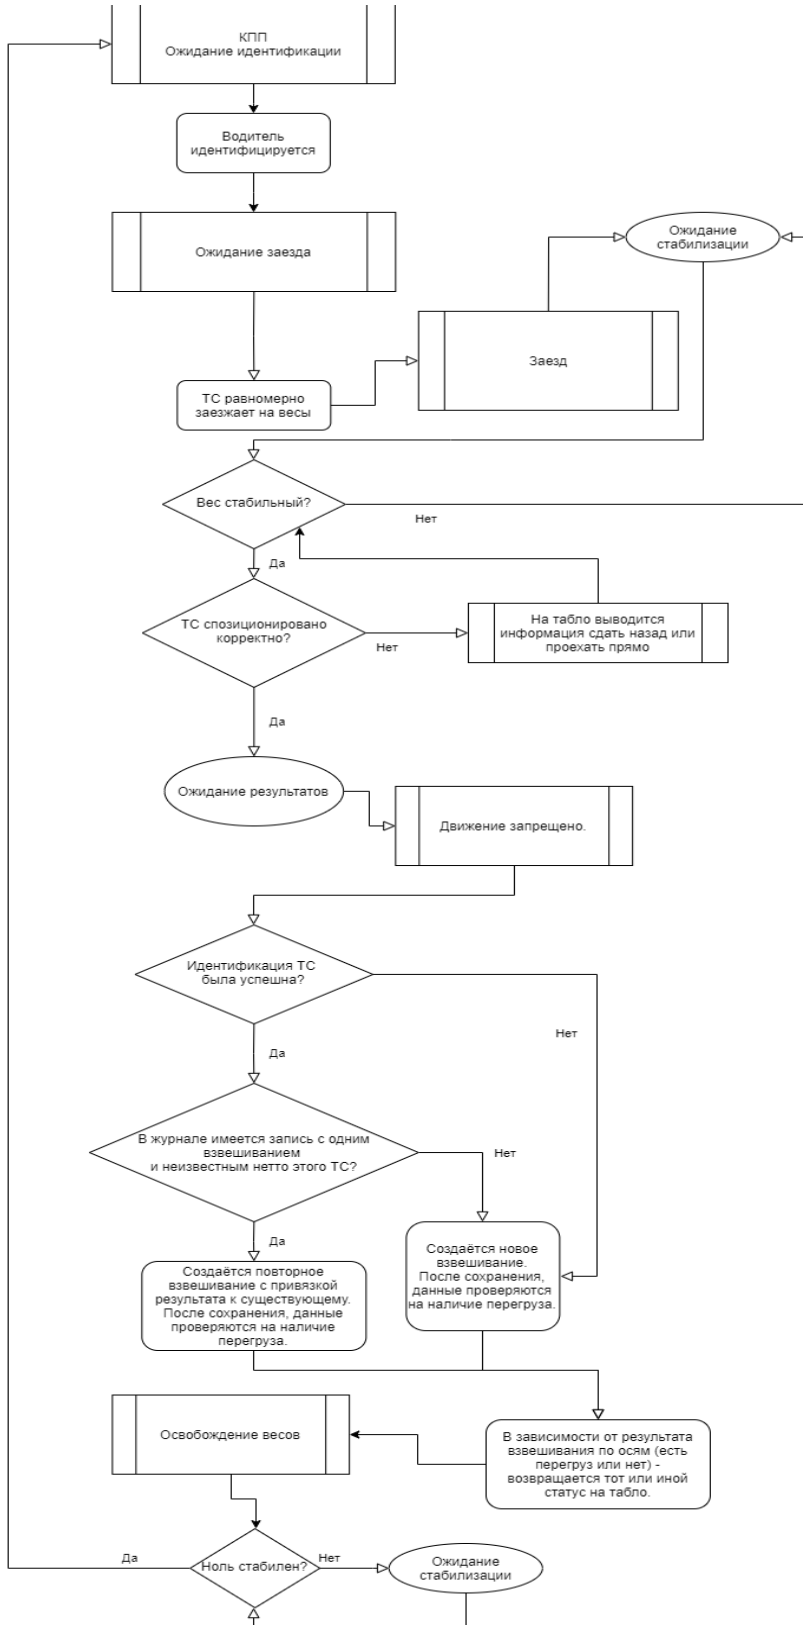 КПП
Ожидание идентификации
Водитель
идентифицируется
Ожидание заезда
Ожидание
стабилизации
Заезд
ТС равномерно
заезжает на весы
Вес стабильный?
Нет
Да
ТС спозиционировано
корректно?
Нет
На табло выводится
информация сдать назад или
проехать прямо
Да
Ожидание результатов
Движение запрещено.
Идентификация ТС
была успешна?
Нет
Да
В журнале имеется запись с одним
взвешиванием
и неизвестным нетто этого ТС?
Нет
Да
Создаётся новое
взвешивание.
После сохранения,
данные проверяются
на наличие перегруза.
Создаётся повторное
взвешивание с привязкой
результата к существующему.
После сохранения, данные
проверяются на наличие
перегруза.
Освобождение весов
В зависимости от результата
взвешивания по осям (есть
перегруз или нет) -
возвращается тот или иной
статус на табло.
Да
Ноль стабилен?
Нет
Ожидание
стабилизации